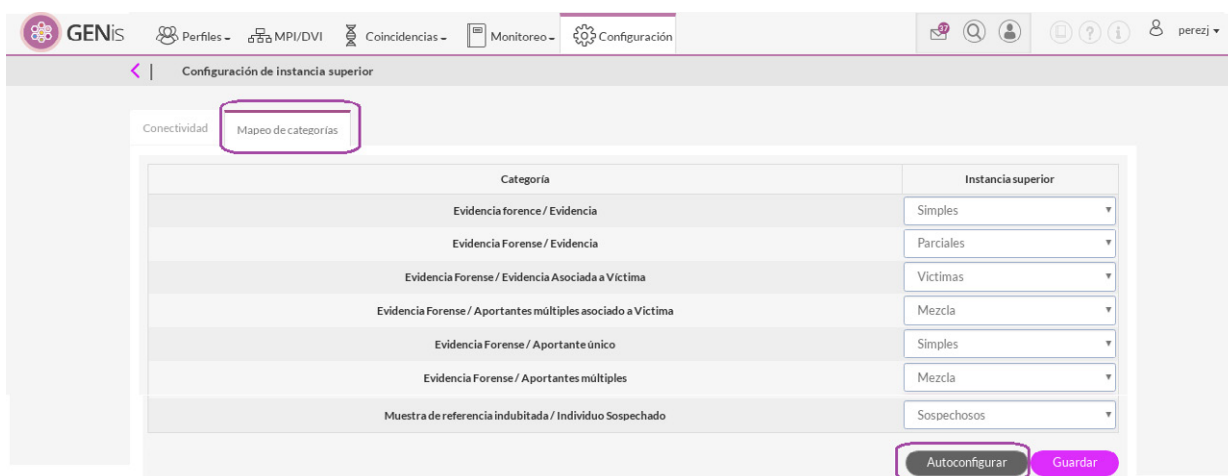 GENis Perfiles MPI/DVI Coincidencias Monitoreo Configuración 37 ? i perezj
Configuración de instancia superior
Conectividad Mapeo de categorías
Categoría Instancia superior
Evidencia forence / Evidencia Simples
Evidencia Forense / Evidencia Parciales
Evidencia Forense / Evidencia Asociada a Víctima Victimas
Evidencia Forense / Aportantes múltiples asociado a Victima Mezcla
Evidencia Forense / Aportante único Simples
Evidencia Forense / Aportantes múltiples Mezcla
Muestra de referencia indubitada / Individuo Sospechado Sospechosos
Autoconfigurar Guardar